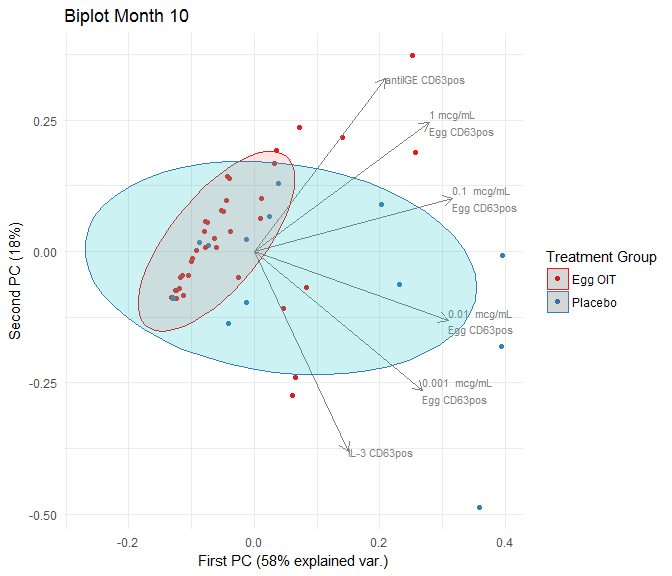 Biplot Month 10
antiIGE CD63pos
1 mcg/mL
Egg CD63pos
0.1 mcg/mL
Egg CD63pos
0.01 mcg/mL
Egg CD63pos
0.001 mcg/mL
Egg CD63pos
IL-3 CD63pos
0.25
0.00
-0.25
-0.50
Second PC (18%)
-0.2
0.0
0.2
0.4
First PC (58% explained var.)
Treatment Group
Egg OIT
Placebo